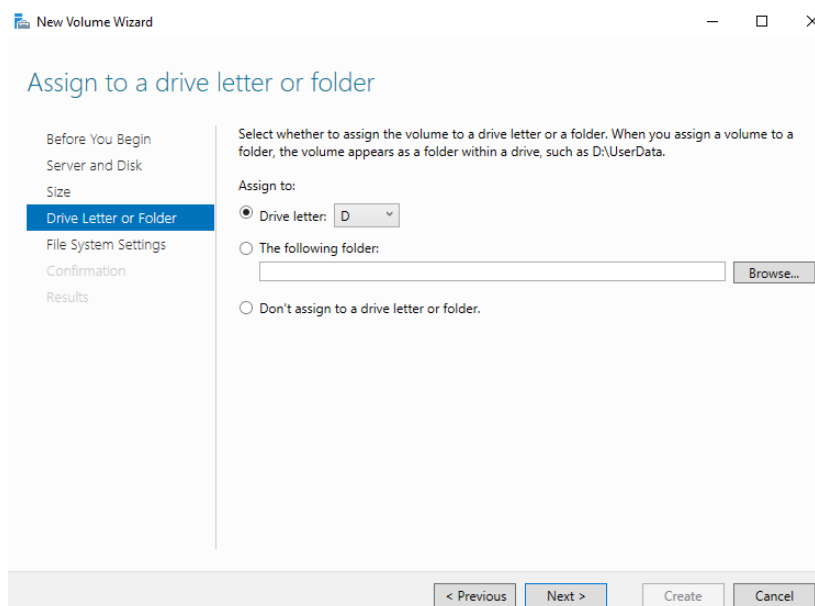 New Volume Wizard
Assign to a drive letter or folder
Before You Begin
Server and Disk
Size
Drive Letter or Folder
File System Settings
Confirmation
Results
Select whether to assign the volume to a drive letter or a folder. When you assign a volume to a
folder, the volume appears as a folder within a drive, such as D:\UserData.
Assign to:
Drive letter: D
The following folder:
Browse...
Don't assign to a drive letter or folder.
< Previous Next > Create Cancel